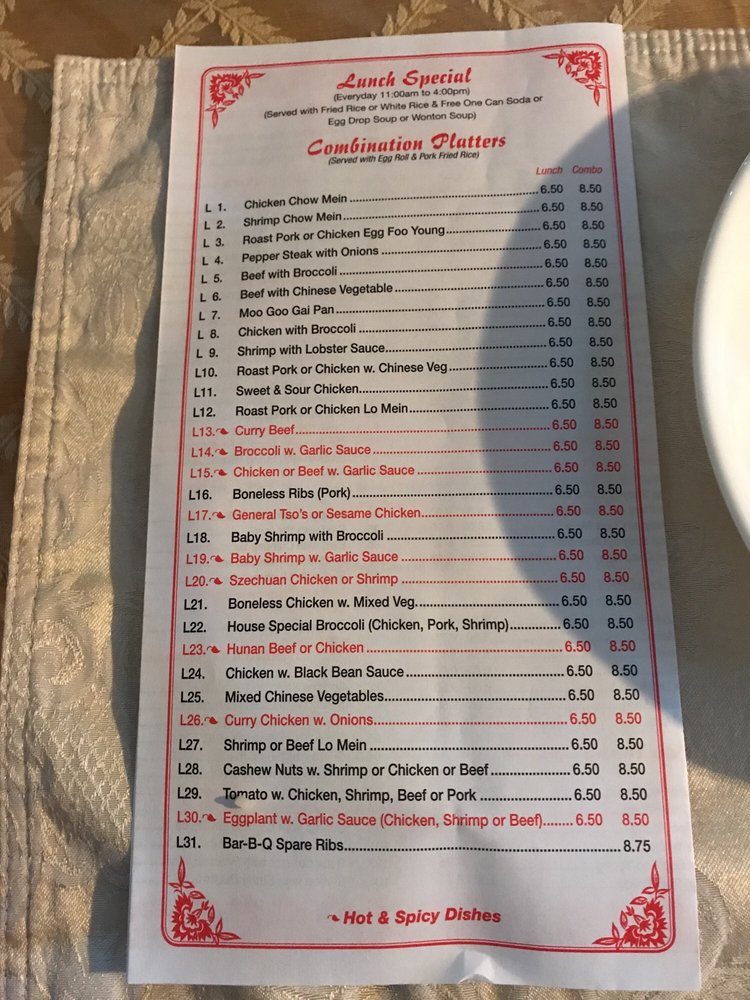 Lunch Special
(Everyday 11:00am to 4:00pm)
(Served with Fried Rice or White Rice & Free One Can Soda or
Egg Drop Soup or Wonton Soup)
Combination Platters
(Served with Egg Roll & Pork Fried Rice)
Lunch Combo
L 1. Chicken Chow Mein 6.50 8.50
L 2. Shrimp Chow Mein 6.50 8.50
L 3. Roast Pork or Chicken Egg Foo Young 6.50 8.50
L 4. Pepper Steak with Onions 6.50 8.50
L 5. Beef with Broccoli 6.50 8.50
L 6. Beef with Chinese Vegetable 6.50 8.50
L 7. Moo Goo Gai Pan 6.50 8.50
L 8. Chicken with Broccoli 6.50 8.50
L 9. Shrimp with Lobster Sauce 6.50 8.50
L10. Roast Pork or Chicken w. Chinese Veg 6.50 8.50
L11. Sweet & Sour Chicken 6.50 8.50
L12. Roast Pork or Chicken Lo Mein 6.50 8.50
L13. Curry Beef 6.50 8.50
L14. Broccoli w. Garlic Sauce 6.50 8.50
L15. Chicken or Beef w. Garlic Sauce 6.50 8.50
L16. Boneless Ribs (Pork) 6.50 8.50
L17. General Tso's or Sesame Chicken 6.50 8.50
L18. Baby Shrimp with Broccoli 6.50 8.50
L19. Baby Shrimp w. Garlic Sauce 6.50 8.50
L20. Szechuan Chicken or Shrimp 6.50 8.50
L21. Boneless Chicken w. Mixed Veg. 6.50 8.50
L22. House Special Broccoli (Chicken, Pork, Shrimp) 6.50 8.50
L23. Hunan Beef or Chicken 6.50 8.50
L24. Chicken w. Black Bean Sauce 6.50 8.50
L25. Mixed Chinese Vegetables 6.50 8.50
L26. Curry Chicken w. Onions 6.50 8.50
L27. Shrimp or Beef Lo Mein 6.50 8.50
L28. Cashew Nuts w. Shrimp or Chicken or Beef 6.50 8.50
L29. Tomato w. Chicken, Shrimp, Beef or Pork 6.50 8.50
L30. Eggplant w. Garlic Sauce (Chicken, Shrimp or Beef) 6.50 8.50
L31. Bar-B-Q Spare Ribs 8.75
Hot & Spicy Dishes